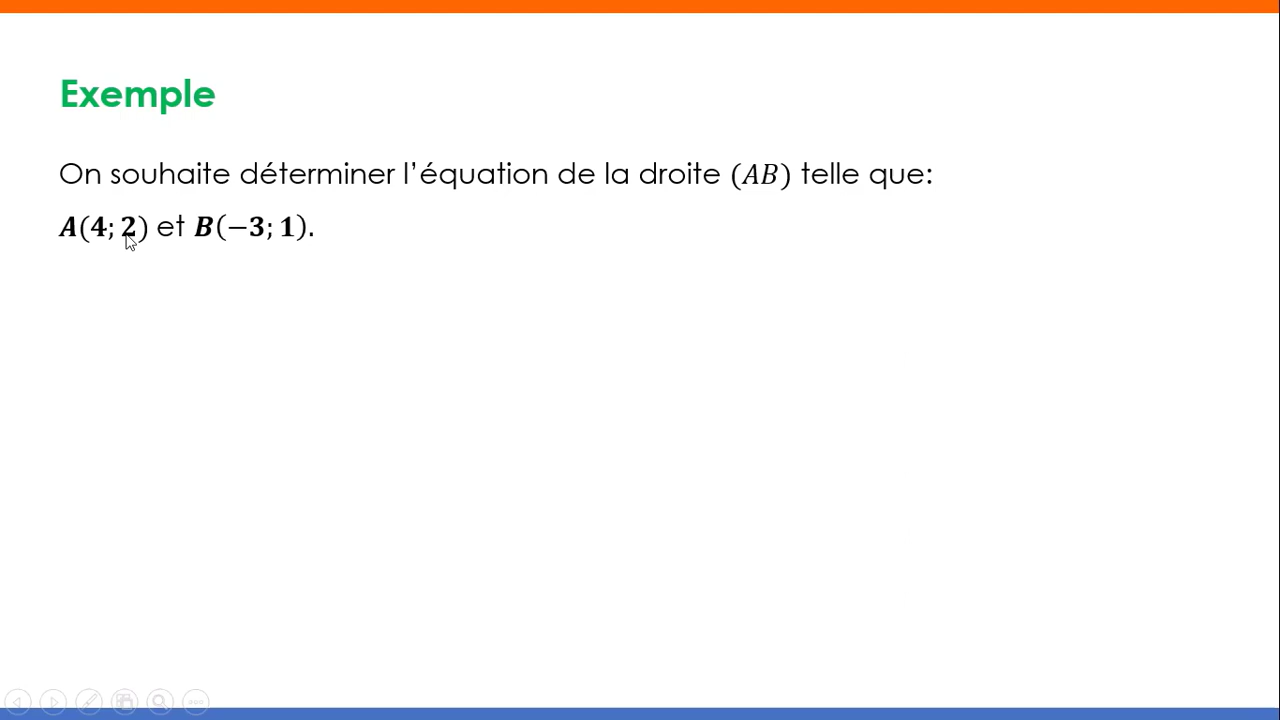 Exemple
On souhaite déterminer l’équation de la droite (AB) telle que:
A(4; 2) et B(−3; 1).